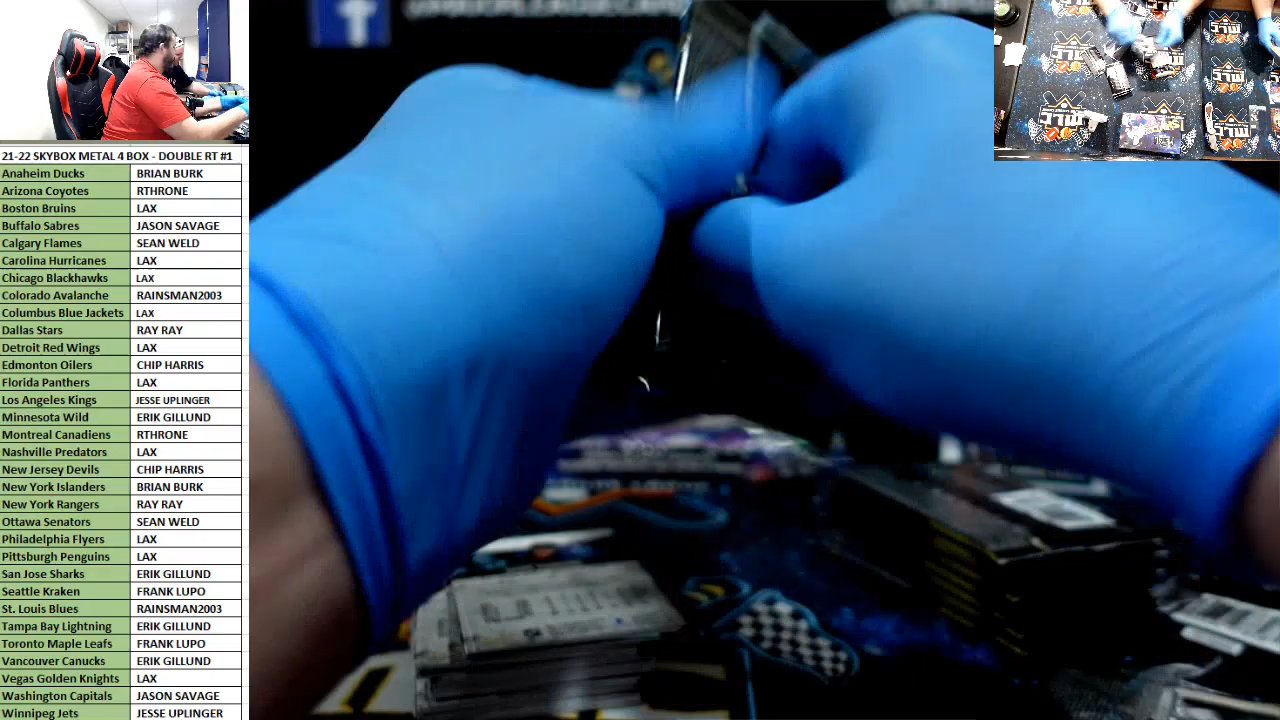 21-22 SKYBOX METAL 4 BOX - DOUBLE RT #1
Anaheim Ducks BRIAN BURK
Arizona Coyotes RTHRONE
Boston Bruins LAX
Buffalo Sabres JASON SAVAGE
Calgary Flames SEAN WELD
Carolina Hurricanes LAX
Chicago Blackhawks LAX
Colorado Avalanche RAINSMAN2003
Columbus Blue Jackets LAX
Dallas Stars RAY RAY
Detroit Red Wings LAX
Edmonton Oilers CHIP HARRIS
Florida Panthers LAX
Los Angeles Kings JESSE UPLINGER
Minnesota Wild ERIK GILLUND
Montreal Canadiens RTHRONE
Nashville Predators LAX
New Jersey Devils CHIP HARRIS
New York Islanders BRIAN BURK
New York Rangers RAY RAY
Ottawa Senators SEAN WELD
Philadelphia Flyers LAX
Pittsburgh Penguins LAX
San Jose Sharks ERIK GILLUND
Seattle Kraken FRANK LUPO
St. Louis Blues RAINSMAN2003
Tampa Bay Lightning ERIK GILLUND
Toronto Maple Leafs FRANK LUPO
Vancouver Canucks ERIK GILLUND
Vegas Golden Knights LAX
Washington Capitals JASON SAVAGE
Winnipeg Jets JESSE UPLINGER